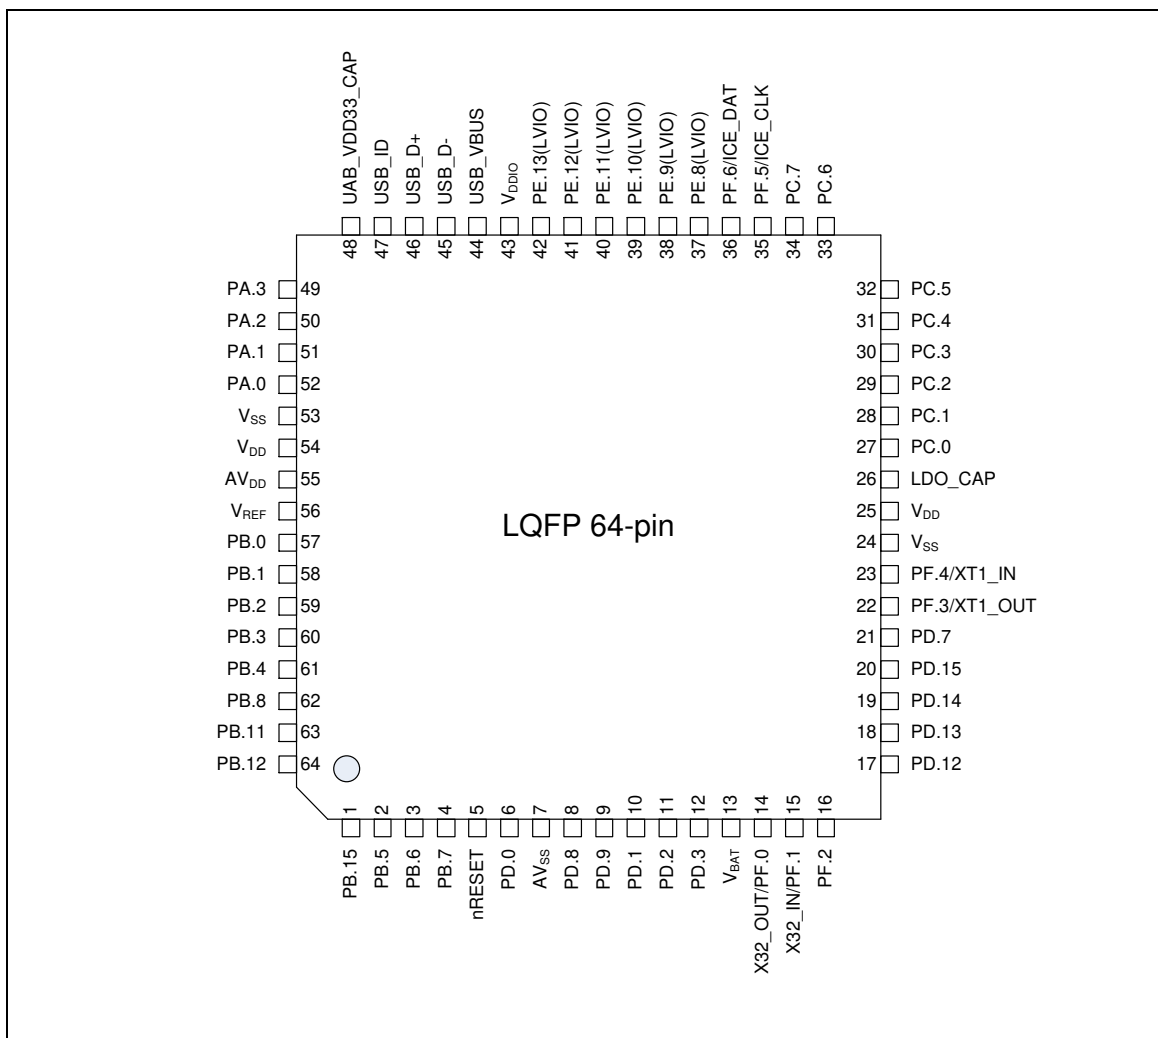 UAB_VDD33_CAP
USB_ID
USB_D+
USB_D-
USB_VBUS
VDDIO
PE.13(LVIO)
PE.12(LVIO)
PE.11(LVIO)
PE.10(LVIO)
PE.9(LVIO)
PE.8(LVIO)
PF.6/ICE_DAT
PF.5/ICE_CLK
PC.7
PC.6
48
47
46
45
44
43
42
41
40
39
38
37
36
35
34
33
PA.3 49
PA.2 50
PA.1 51
PA.0 52
VSS 53
VDD 54
AVDD 55
VREF 56
PB.0 57
PB.1 58
PB.2 59
PB.3 60
PB.4 61
PB.8 62
PB.11 63
PB.12 64
LQFP 64-pin
32 PC.5
31 PC.4
30 PC.3
29 PC.2
28 PC.1
27 PC.0
26 LDO_CAP
25 VDD
24 VSS
23 PF.4/XT1_IN
22 PF.3/XT1_OUT
21 PD.7
20 PD.15
19 PD.14
18 PD.13
17 PD.12
1
2
3
4
5
6
7
8
9
10
11
12
13
14
15
16
PB.15
PB.5
PB.6
PB.7
nRESET
PD.0
AVSS
PD.8
PD.9
PD.1
PD.2
PD.3
VBAT
X32_OUT/PF.0
X32_IN/PF.1
PF.2